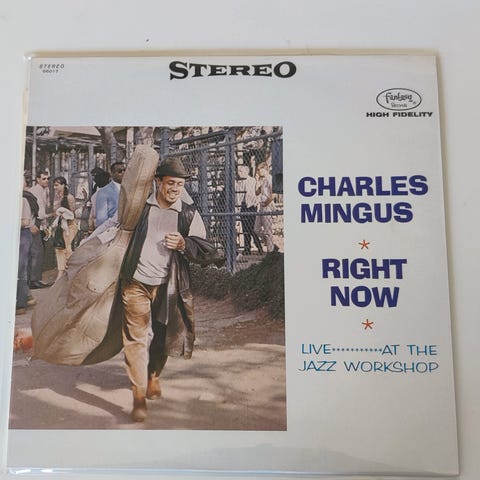 STEREO
86017
STEREO
Fantasy
RECORDS
HIGH FIDELITY
CHARLES
MINGUS
*
RIGHT
NOW
*
LIVE***********AT THE
JAZZ WORKSHOP